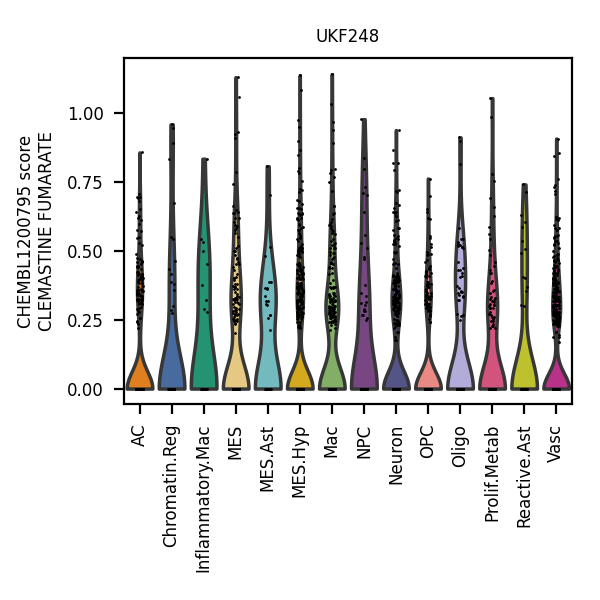 UKF248
CHEMBL1200795 score
CLEMASTINE FUMARATE
1.00
0.75
0.50
0.25
0.00
AC
Chromatin.Reg
Inflammatory.Mac
MES
MES.Ast
MES.Hyp
Mac
NPC
Neuron
OPC
Oligo
Prolif.Metab
Reactive.Ast
Vasc